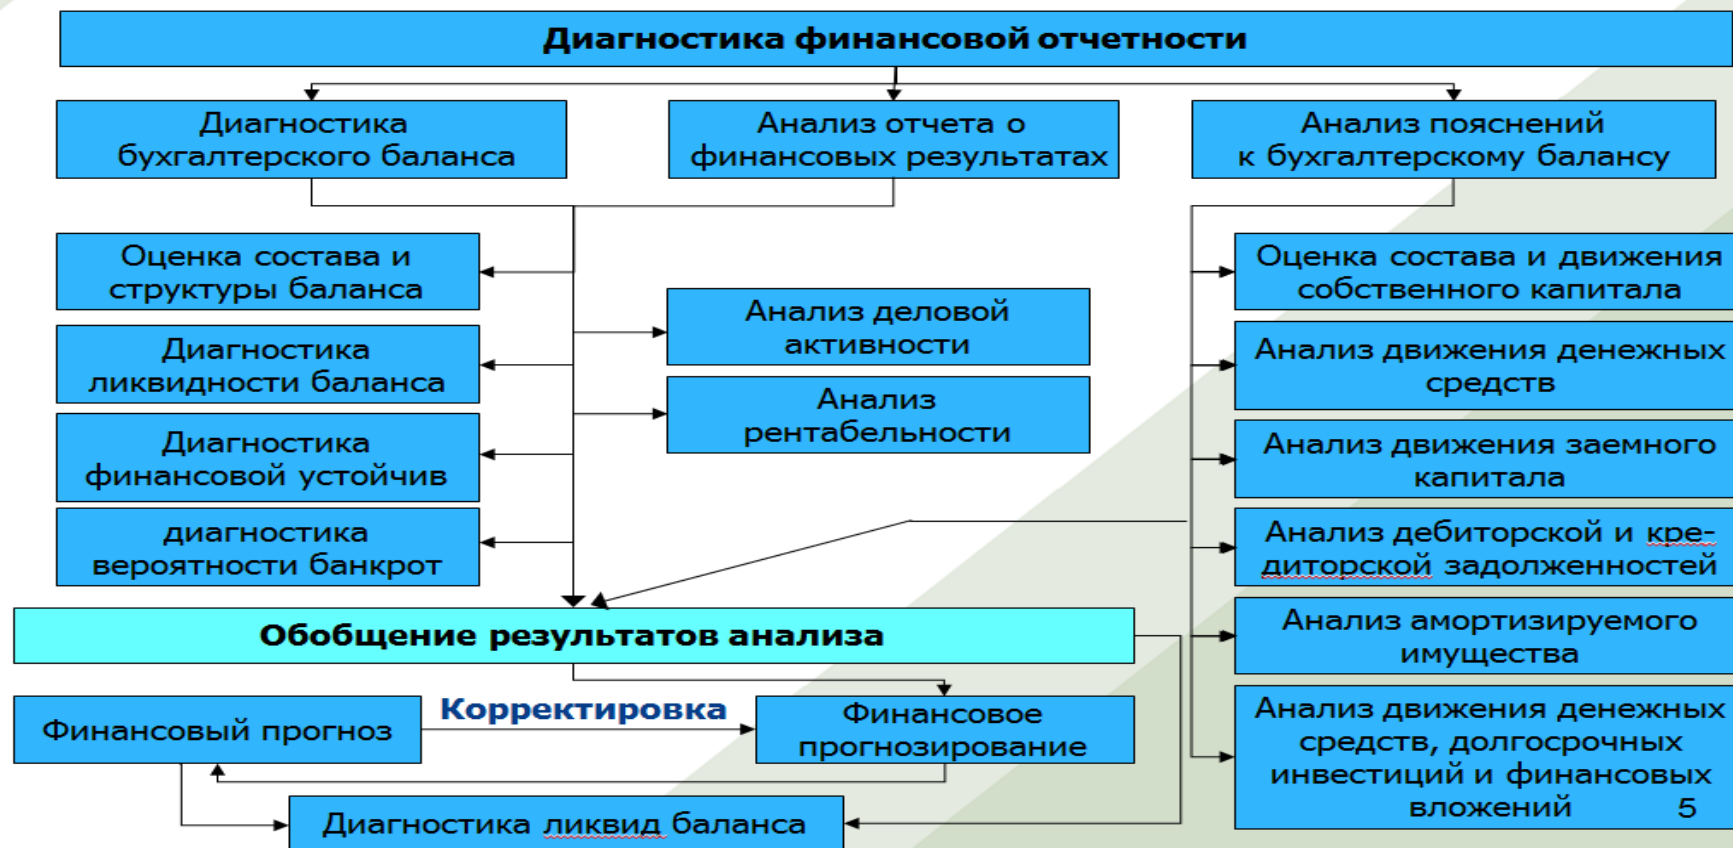 Диагностика финансовой отчетности
Диагностика
бухгалтерского баланса
Анализ отчета о
финансовых результатах
Анализ пояснений
к бухгалтерскому балансу
Оценка состава и
структуры баланса
Диагностика
ликвидности баланса
Диагностика
финансовой устойчив
диагностика
вероятности банкрот
Анализ деловой
активности
Анализ
рентабельности
Оценка состава и движения
собственного капитала
Анализ движения денежных
средств
Анализ движения заемного
капитала
Анализ дебиторской и кре-
диторской задолженностей
Анализ амортизируемого
имущества
Анализ движения денежных
средств, долгосрочных
инвестиций и финансовых
вложений
5
Обобщение результатов анализа
Финансовый прогноз
Корректировка
Финансовое
прогнозирование
Диагностика ликвид баланса